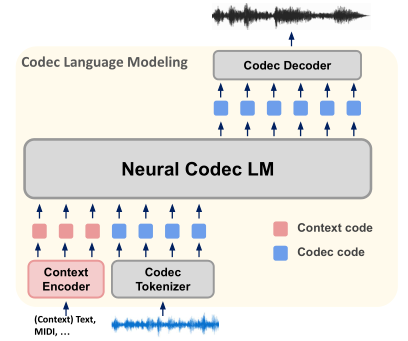 Codec Language Modeling
Codec Decoder
Neural Codec LM
Context code
Codec code
Context
Encoder
Codec
Tokenizer
(Context) Text,
MIDI, ...